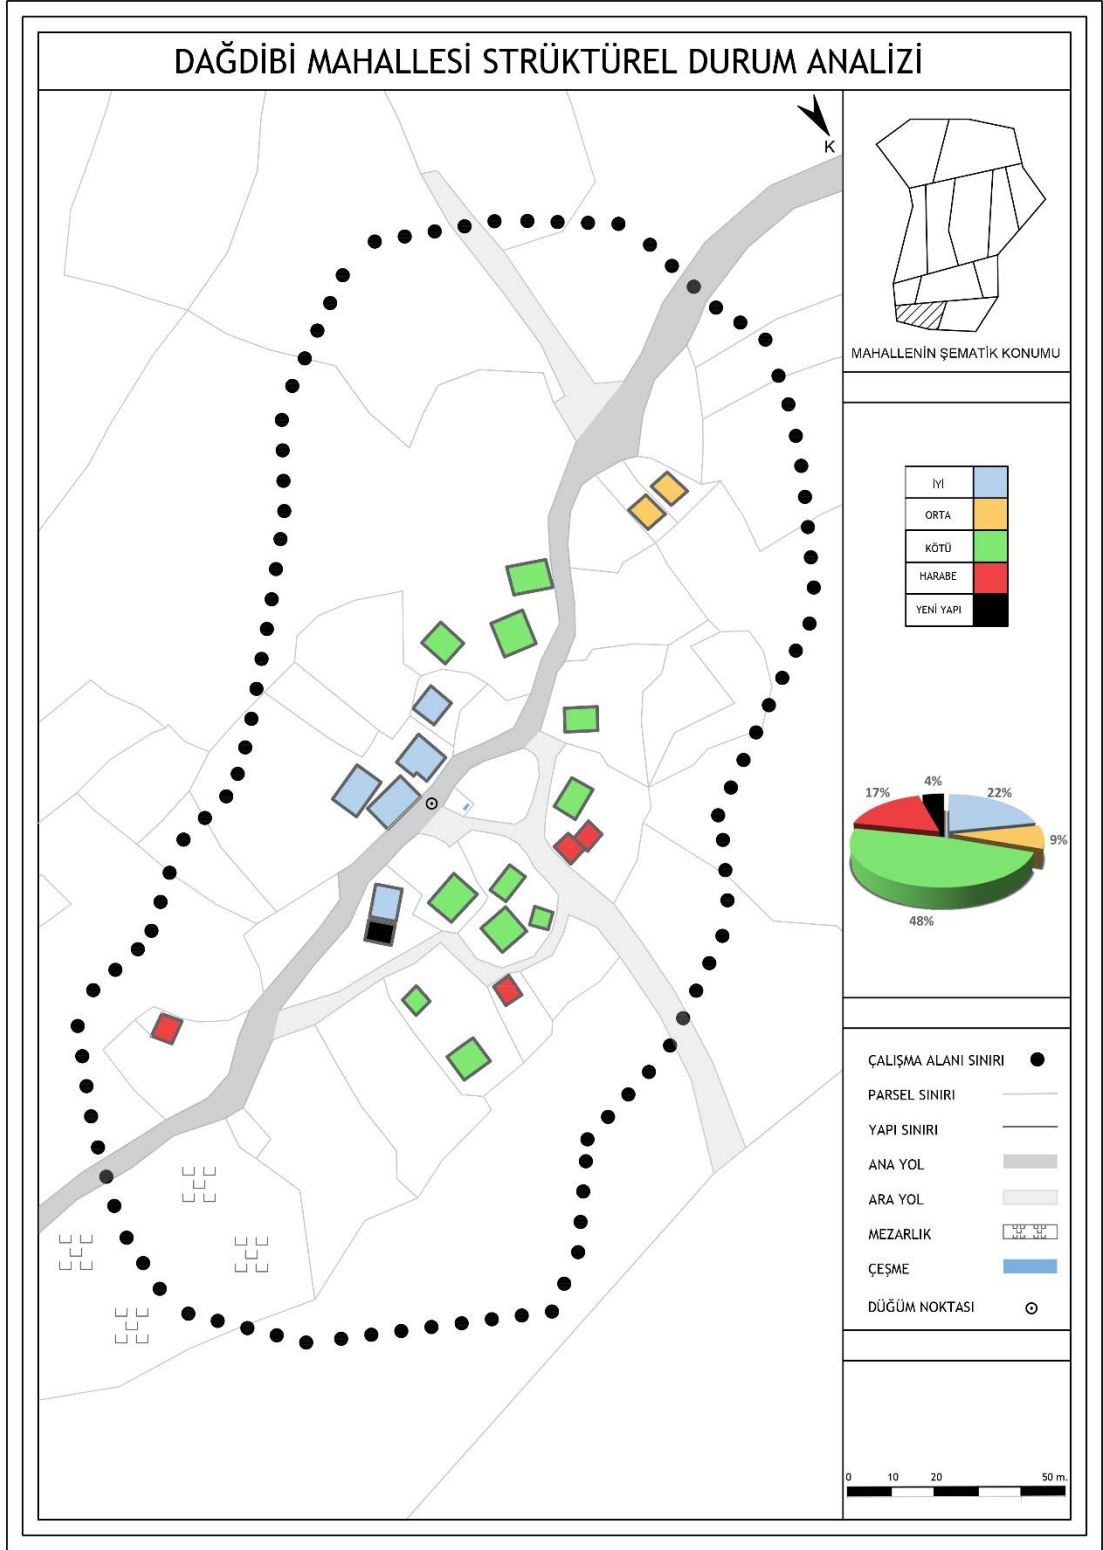 DAĞDIBİ MAHALLESİ STRÜKTÜREL DURUM ANALİZİ
K
MAHALLENİN ŞEMATİK KONUMU
İYİ
ORTA
KÖTÜ
HARABE
YENİ YAPI
17%
4%
22%
9%
48%
ÇALIŞMA ALANI SINIRI
PARSEL SINIRI
YAPI SINIRI
ANA YOL
ARA YOL
MEZARLIK
ÇEŞME
DÜĞÜM NOKTASI
0 10 20 50 m.